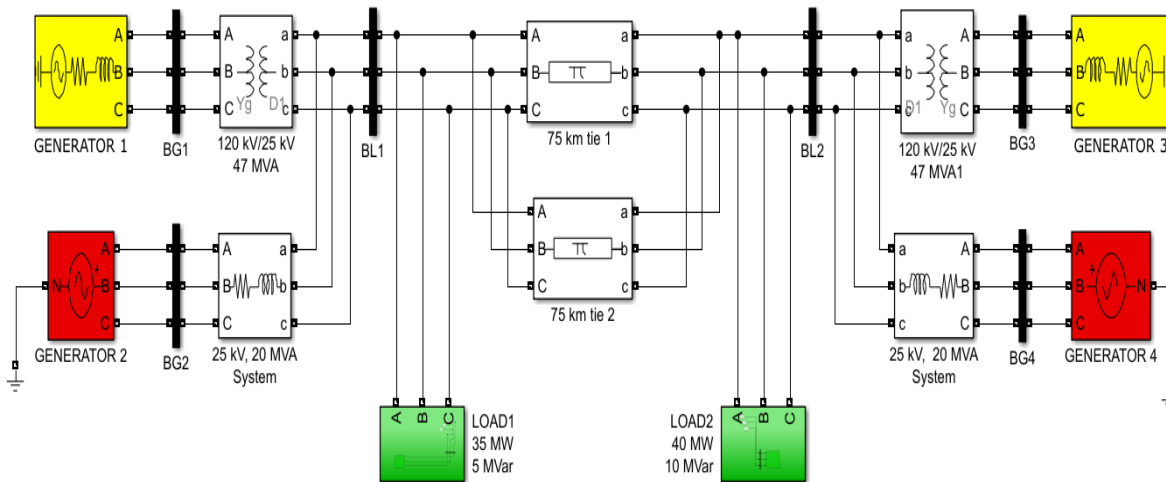 A
B
C
GENERATOR 1
BG1
A a
B b
C c
Yg D1
120 kV/25 kV
47 MVA
BL1
A a
B π b
C c
75 km tie 1
A a
B π b
C c
75 km tie 2
BL2
a A
b B
c C
D1 Yg
120 kV/25 kV
47 MVA1
BG3
A
B
C
GENERATOR 3
A
N + B
C
GENERATOR 2
BG2
A a
B b
C c
25 kV, 20 MVA
System
A B C
LOAD1
35 MW
5 MVar
A B C
LOAD2
40 MW
10 MVar
a A
b B
c C
25 kV, 20 MVA
System
BG4
A
B + N
C
GENERATOR 4